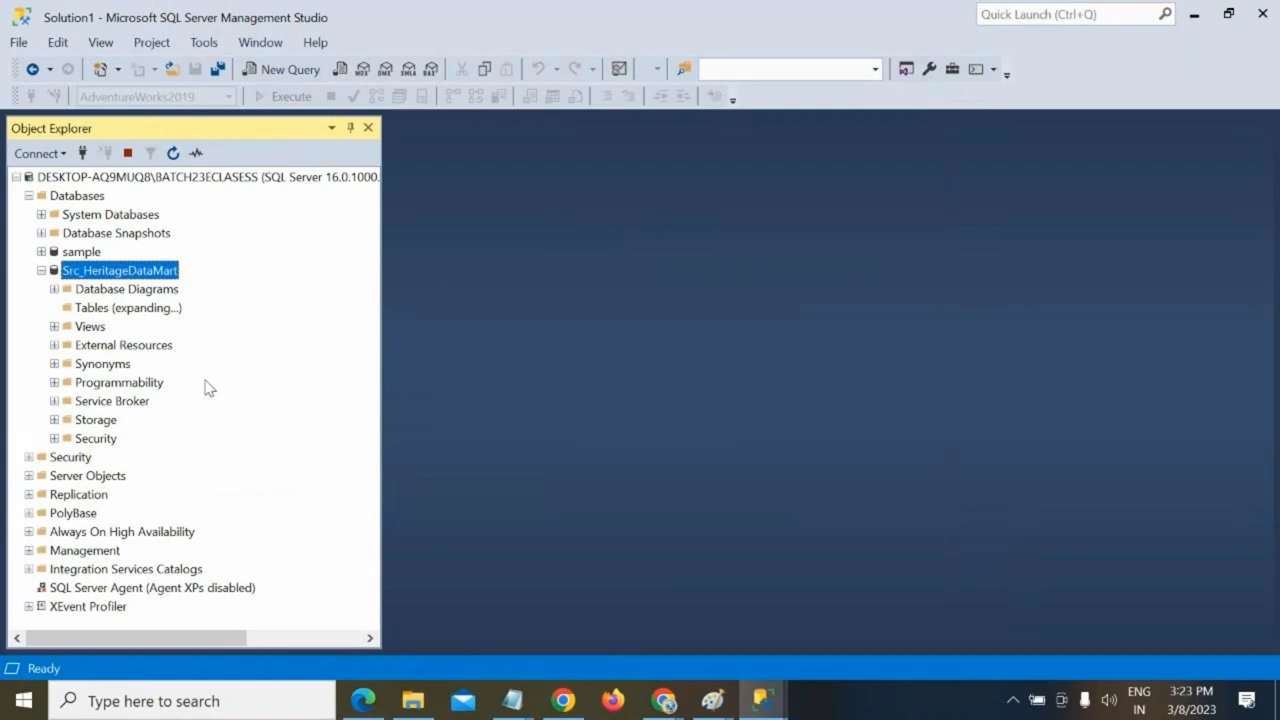 Solution1 - Microsoft SQL Server Management Studio
Quick Launch (Ctrl+Q)
File Edit View Project Tools Window Help
New Query MDX DMX XMLA DAX
AdventureWorks2019 Execute
Object Explorer
Connect
DESKTOP-AQ9MUQ8\BATCH23ECLASESS (SQL Server 16.0.1000.
Databases
System Databases
Database Snapshots
sample
Src_HeritageDataMart
Database Diagrams
Tables (expanding...)
Views
External Resources
Synonyms
Programmability
Service Broker
Storage
Security
Security
Server Objects
Replication
PolyBase
Always On High Availability
Management
Integration Services Catalogs
SQL Server Agent (Agent XPs disabled)
XEvent Profiler
Ready
Type here to search
ENG
IN
3:23 PM
3/8/2023